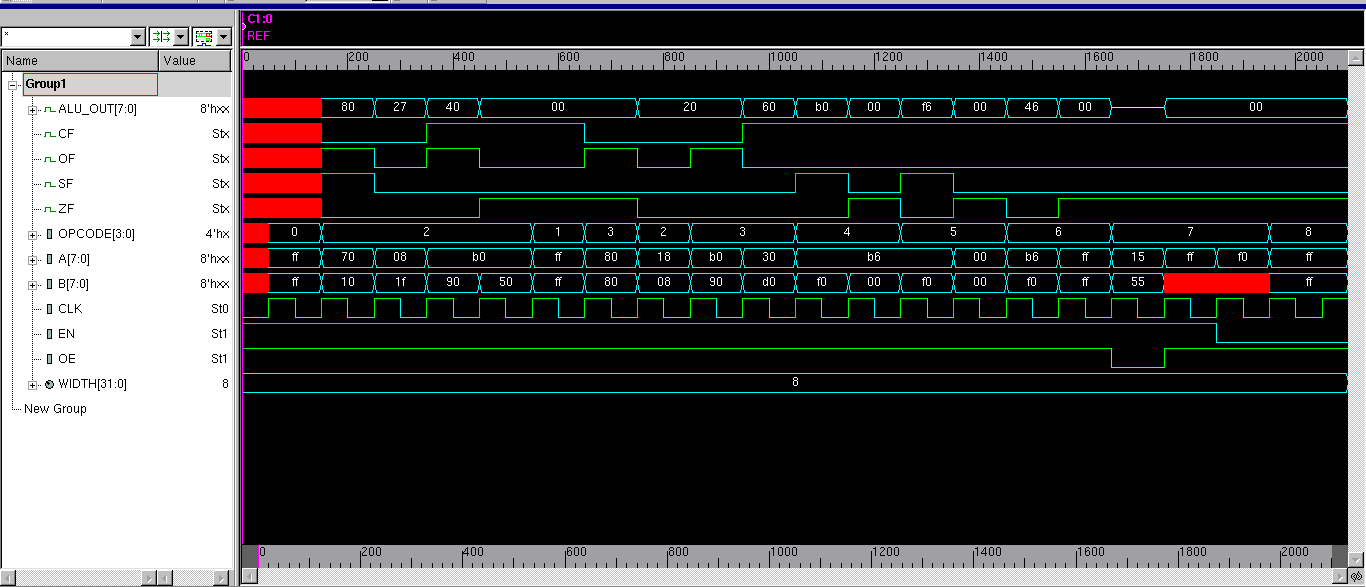 C1:0
REF
*
Name Value
0 200 400 600 800 1000 1200 1400 1600 1800 2000
Group1
ALU_OUT[7:0] 8'hxx 80 27 40 00 20 60 b0 00 f6 00 46 00 00
CF Stx
OF Stx
SF Stx
ZF Stx
OPCODE[3:0] 4'hx 0 2 1 3 2 3 4 5 6 7 8
A[7:0] 8'hxx ff 70 08 b0 ff 80 18 b0 30 b6 00 b6 ff 15 ff f0 ff
B[7:0] 8'hxx ff 10 1f 90 50 ff 80 08 90 d0 f0 00 f0 00 f0 ff 55 ff
CLK St0
EN St1
OE St1
WIDTH[31:0] 8 8
New Group
0 200 400 600 800 1000 1200 1400 1600 1800 2000